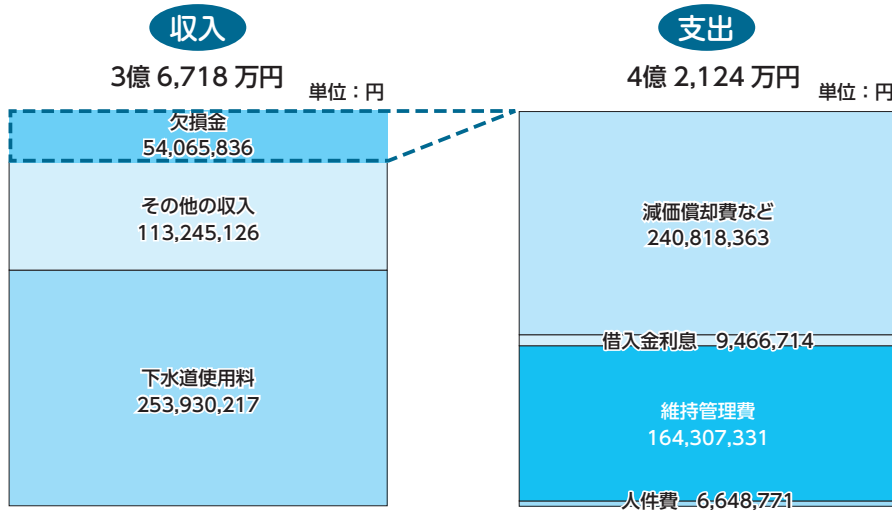 収入
3億 6,718 万円
単位：円
欠損金
54,065,836
その他の収入
113,245,126
下水道使用料
253,930,217
支出
4億 2,124 万円
単位：円
減価償却費など
240,818,363
借入金利息 9,466,714
維持管理費
164,307,331
人件費 6,648,771